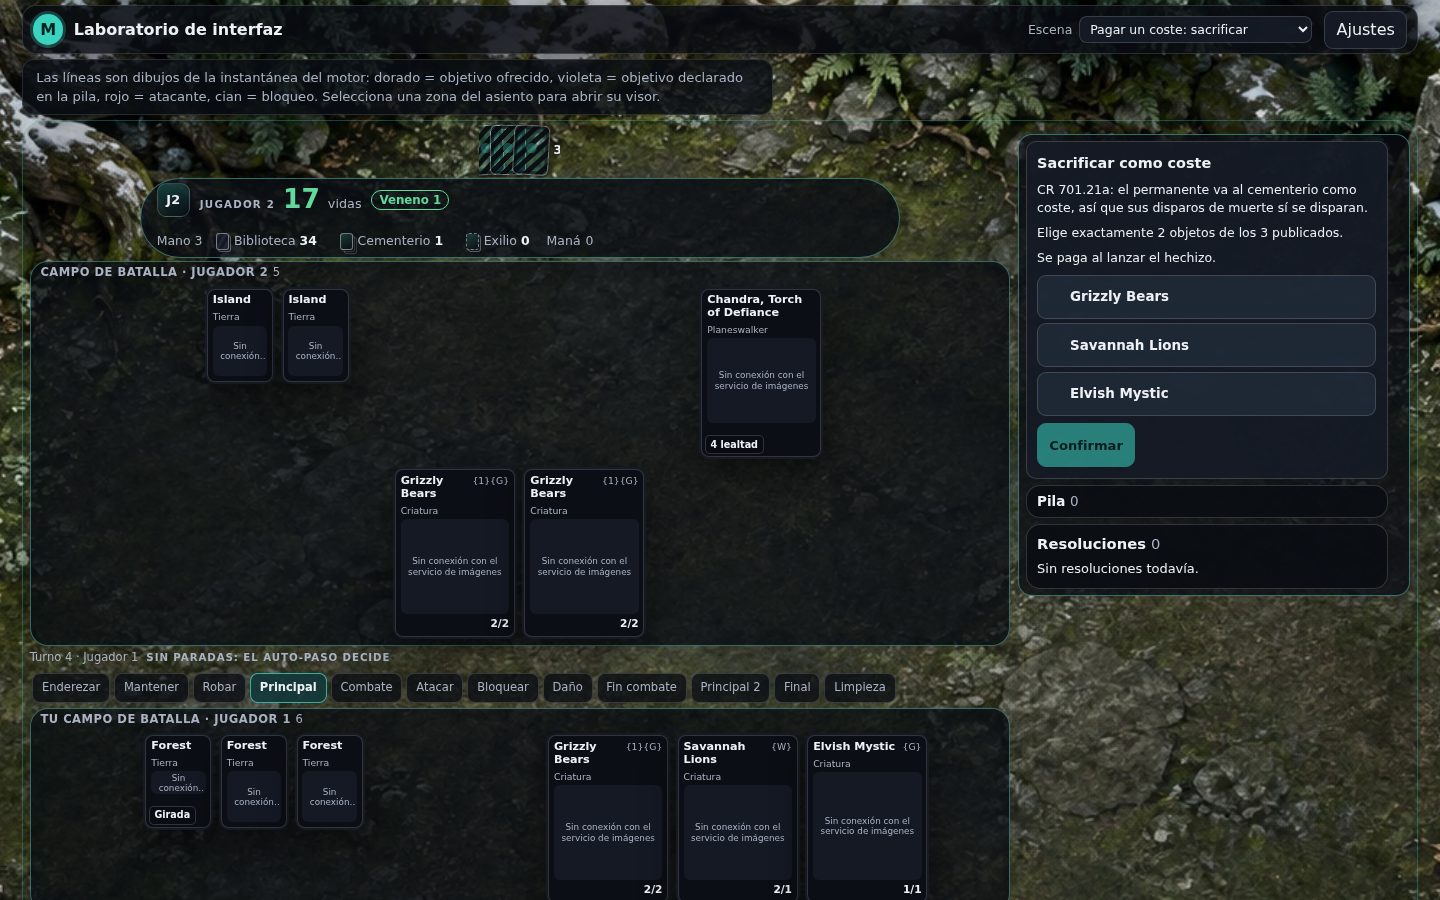 M Laboratorio de interfaz
Escena Pagar un coste: sacrificar Ajustes
Las líneas son dibujos de la instantánea del motor: dorado = objetivo ofrecido, violeta = objetivo declarado
en la pila, rojo = atacante, cian = bloqueo. Selecciona una zona del asiento para abrir su visor.
3
J2 JUGADOR 2 17 vidas Veneno 1
Mano 3 Biblioteca 34 Cementerio 1 Exilio 0 Maná 0
CAMPO DE BATALLA · JUGADOR 2 5
Island
Tierra
Sin
conexión..
Island
Tierra
Sin
conexión..
Chandra, Torch
of Defiance
Planeswalker
Sin conexión con el
servicio de imágenes
4 lealtad
Grizzly
Bears
{1}{G}
Criatura
Sin conexión con el
servicio de imágenes
2/2
Grizzly
Bears
{1}{G}
Criatura
Sin conexión con el
servicio de imágenes
2/2
Turno 4 · Jugador 1 SIN PARADAS: EL AUTO-PASO DECIDE
Enderezar Mantener Robar Principal Combate Atacar Bloquear Daño Fin combate Principal 2 Final Limpieza
TU CAMPO DE BATALLA · JUGADOR 1 6
Forest
Tierra
Sin
conexión..
Girada
Forest
Tierra
Sin
conexión..
Forest
Tierra
Sin
conexión..
Grizzly
Bears
{1}{G}
Criatura
Sin conexión con el
servicio de imágenes
2/2
Savannah
Lions
{W}
Criatura
Sin conexión con el
servicio de imágenes
2/1
Elvish Mystic {G}
Criatura
Sin conexión con el
servicio de imágenes
1/1
Sacrificar como coste
CR 701.21a: el permanente va al cementerio como
coste, así que sus disparos de muerte sí se disparan.
Elige exactamente 2 objetos de los 3 publicados.
Se paga al lanzar el hechizo.
Grizzly Bears
Savannah Lions
Elvish Mystic
Confirmar
Pila 0
Resoluciones 0
Sin resoluciones todavía.